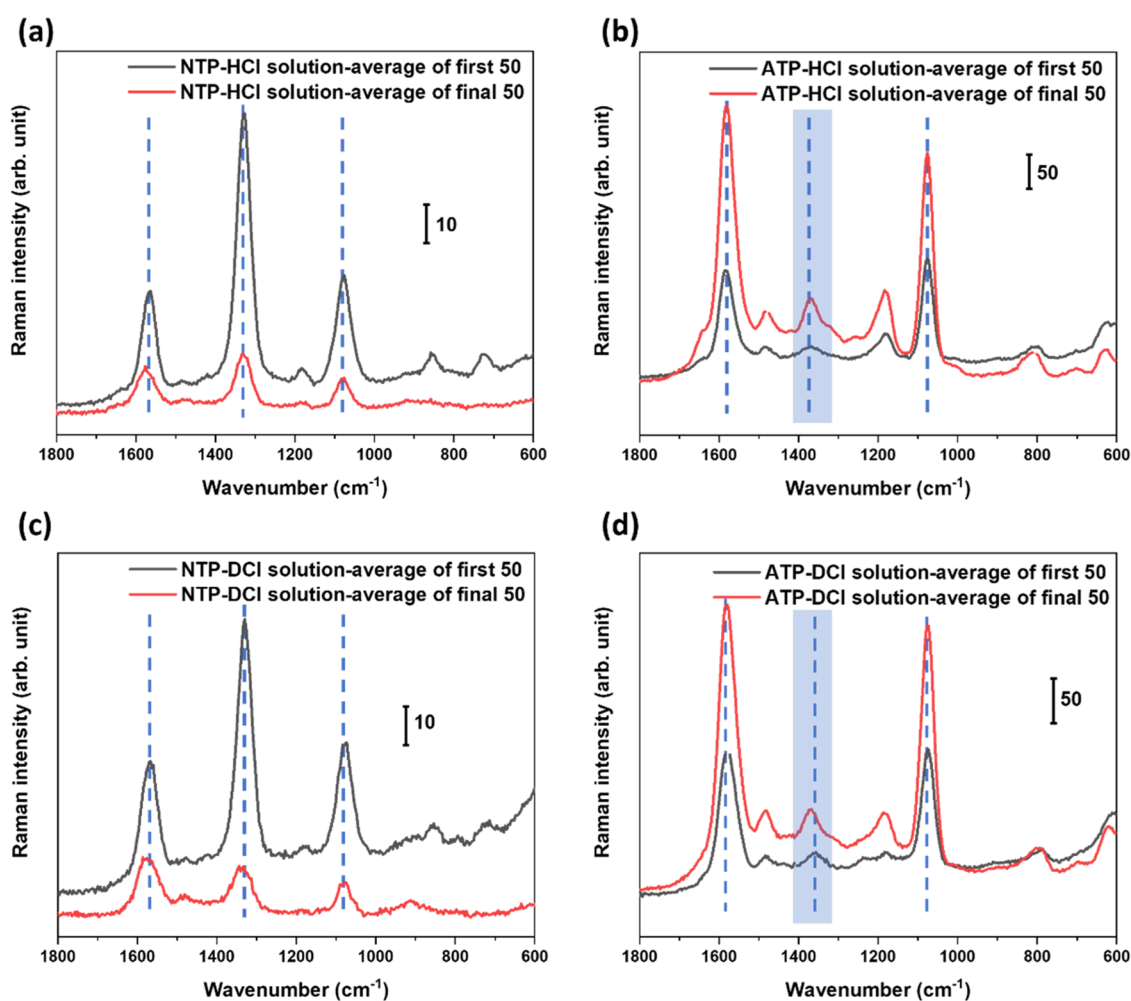 (a)
NTP-HCl solution-average of first 50
NTP-HCl solution-average of final 50
10
Raman intensity (arb. unit)
1800 1600 1400 1200 1000 800 600
Wavenumber (cm-1)
(b)
ATP-HCl solution-average of first 50
ATP-HCl solution-average of final 50
50
Raman intensity (arb. unit)
1800 1600 1400 1200 1000 800 600
Wavenumber (cm-1)
(c)
NTP-DCl solution-average of first 50
NTP-DCl solution-average of final 50
10
Raman intensity (arb. unit)
1800 1600 1400 1200 1000 800 600
Wavenumber (cm-1)
(d)
ATP-DCl solution-average of first 50
ATP-DCl solution-average of final 50
50
Raman intensity (arb. unit)
1800 1600 1400 1200 1000 800 600
Wavenumber (cm-1)